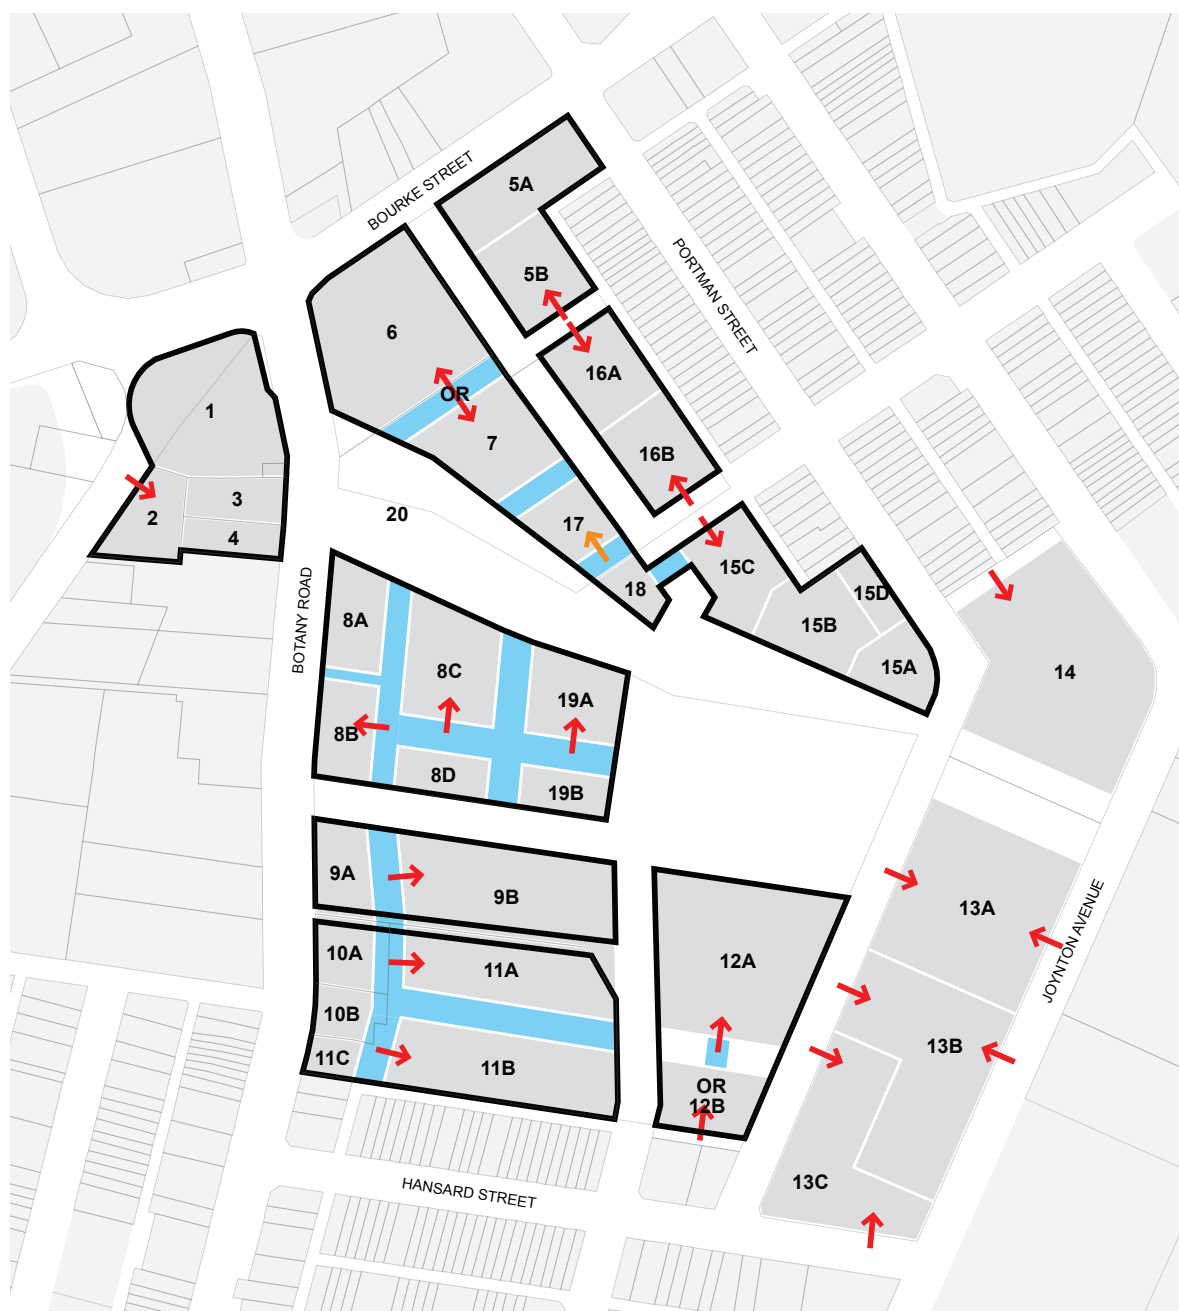 BOURKE STREET
5A
5B
PORTMAN STREET
6
16A
OR
1
7
16B
3
2
4
20
17
15C
18
15D
15B
15A
BOTANY ROAD
8A
8C
19A
14
8B
8D
19B
9A
9B
13A
10A
11A
12A
JOYNTON AVENUE
10B
13B
11C
11B
OR
12B
13C
HANSARD STREET